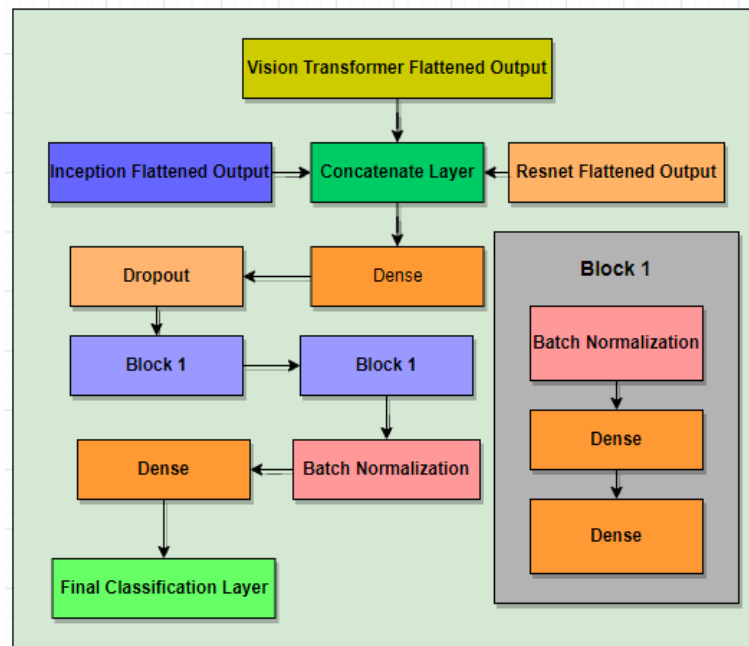 Vision Transformer Flattened Output
Inception Flattened Output
Concatenate Layer
Resnet Flattened Output
Dropout
Dense
Block 1
Block 1
Dense
Batch Normalization
Final Classification Layer
Block 1
Batch Normalization
Dense
Dense